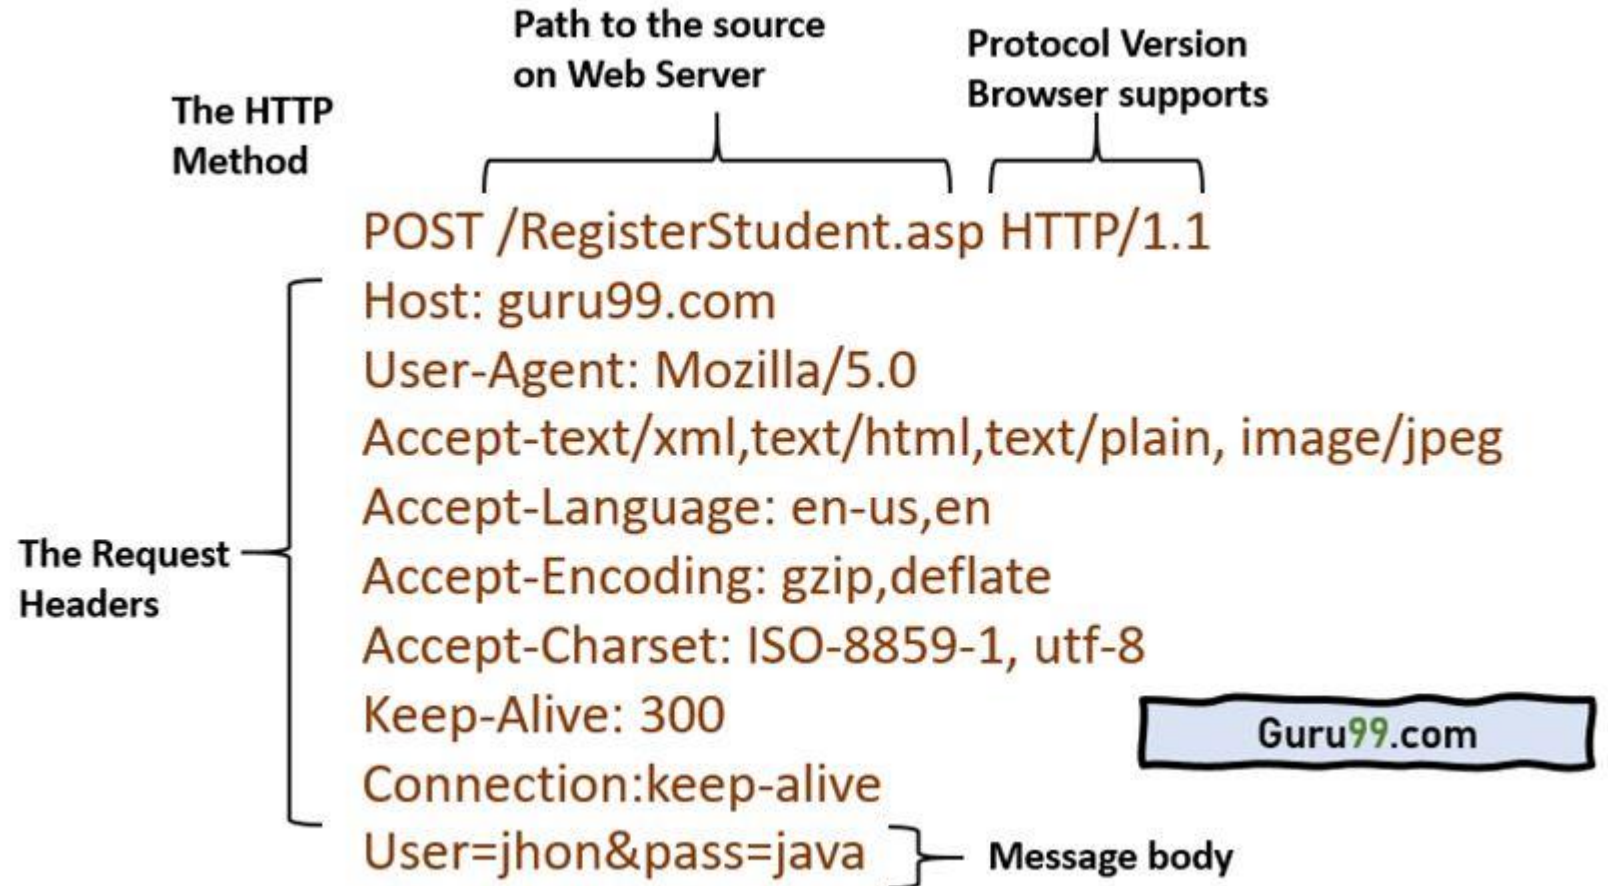 Path to the source
on Web Server
Protocol Version
Browser supports
The HTTP
Method
POST /RegisterStudent.asp HTTP/1.1
Host: guru99.com
User-Agent: Mozilla/5.0
Accept-text/xml,text/html,text/plain, image/jpeg
Accept-Language: en-us,en
The Request
Headers
Accept-Encoding: gzip,deflate
Accept-Charset: ISO-8859-1, utf-8
Keep-Alive: 300
Guru99.com
Connection:keep-alive
User=jhon&pass=java
Message body